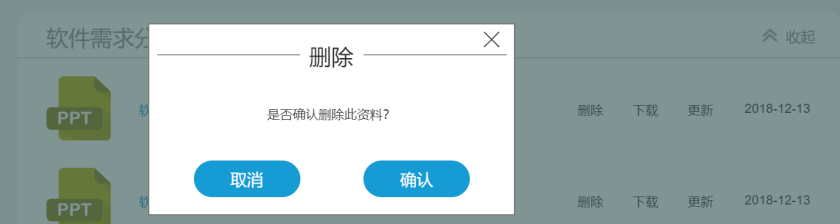 软件需求分
收起
删除
是否确认删除此资料?
取消
确认
PPT
软
删除
下载
更新
2018-12-13
PPT
软
删除
下载
更新
2018-12-13